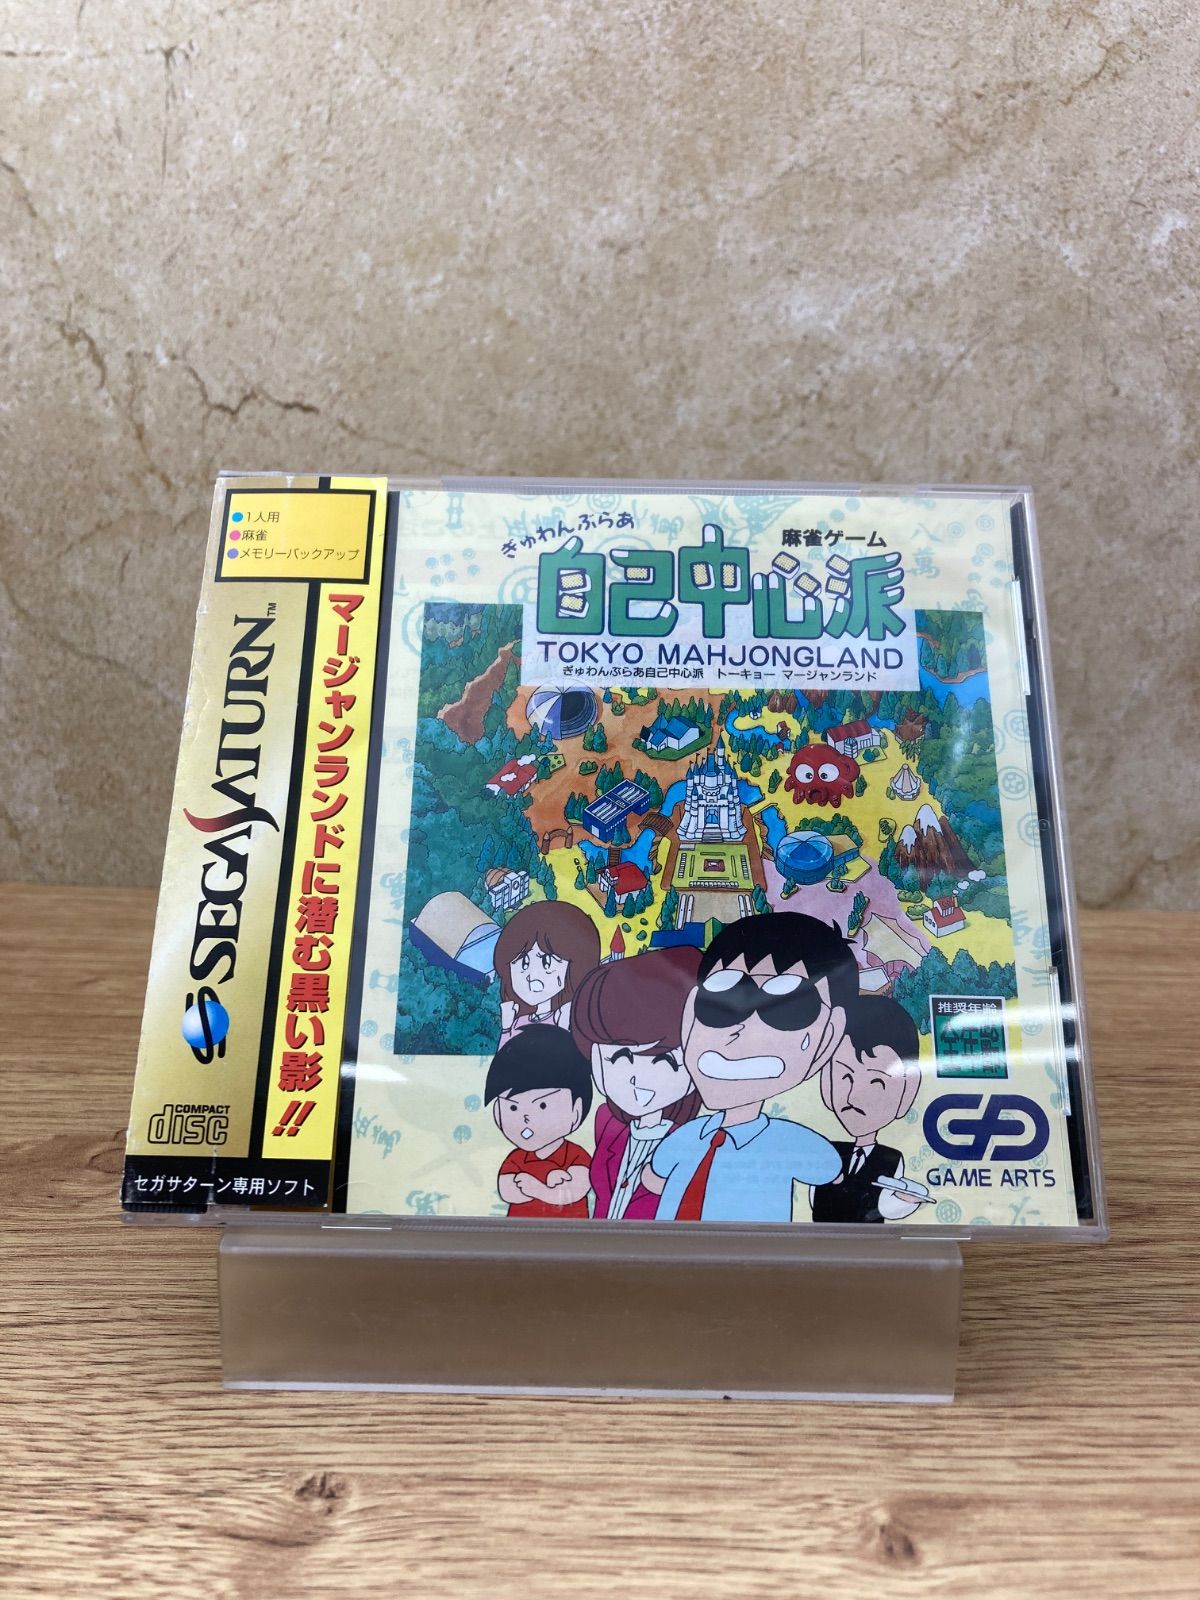 1人用
麻雀
メモリーバックアップ
SEGA SATURN™
COMPACT
disc
セガサターン専用ソフト
マージャンランドに潜む黒い影!!
ぎゅわんぶらあ
自己中心派
麻雀ゲーム
TOKYO MAHJONGLAND
ぎゅわんぶらあ自己中心派 トーキョー マージャンランド
推奨年齢
全年齢
GAME ARTS
八萬